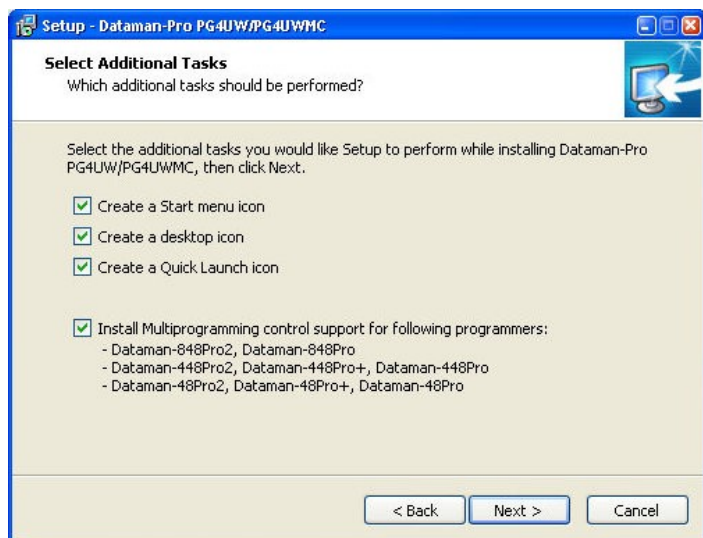 Setup - Dataman-Pro PG4UW/PG4UWMC
Select Additional Tasks
Which additional tasks should be performed?
Select the additional tasks you would like Setup to perform while installing Dataman-Pro
PG4UW/PG4UWMC, then click Next.
Create a Start menu icon
Create a desktop icon
Create a Quick Launch icon
Install Multiprogramming control support for following programmers:
- Dataman-848Pro2, Dataman-848Pro
- Dataman-448Pro2, Dataman-448Pro+, Dataman-448Pro
- Dataman-48Pro2, Dataman-48Pro+, Dataman-48Pro
< Back
Next >
Cancel